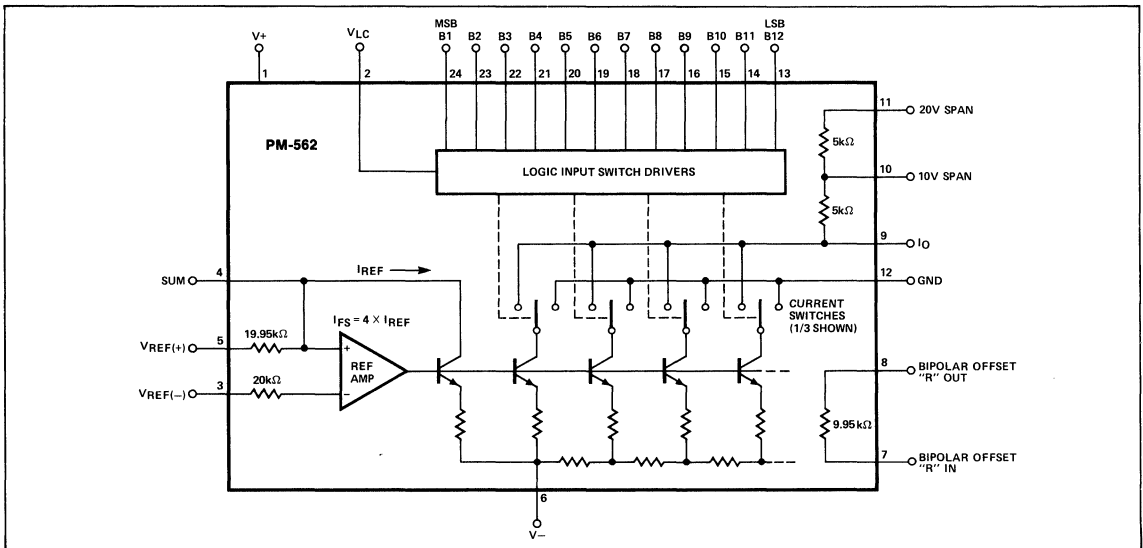 V+
VLC
MSB
B1 B2 B3 B4 B5 B6 B7 B8 B9 B10 B11
LSB
B12
1 2 24 23 22 21 20 19 18 17 16 15 14 13
PM-562
LOGIC INPUT SWITCH DRIVERS
11 20V SPAN
5kΩ
10 10V SPAN
5kΩ
9 IO
12 GND
SUM 4
IREF
CURRENT
SWITCHES
(1/3 SHOWN)
IFS = 4 × IREF
VREF(+) 5 19.95kΩ
+
REF
AMP
−
VREF(−) 3 20kΩ
8 BIPOLAR OFFSET
"R" OUT
9.95kΩ
7 BIPOLAR OFFSET
"R" IN
6
V−